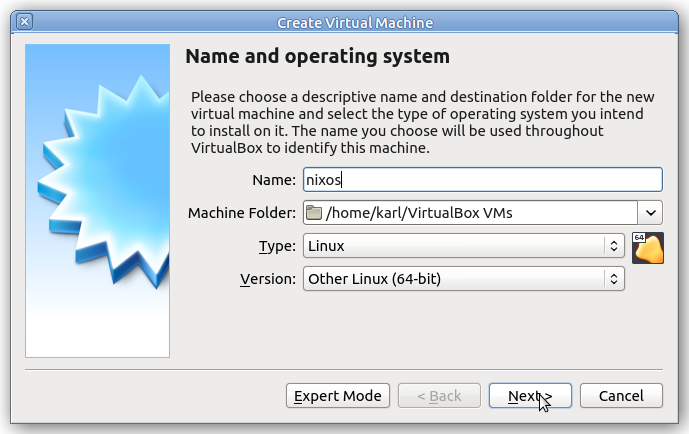 Create Virtual Machine
Name and operating system
Please choose a descriptive name and destination folder for the new
virtual machine and select the type of operating system you intend
to install on it. The name you choose will be used throughout
VirtualBox to identify this machine.
Name: nixos
Machine Folder: /home/karl/VirtualBox VMs
Type: Linux
64
Version: Other Linux (64-bit)
Expert Mode < Back Next > Cancel